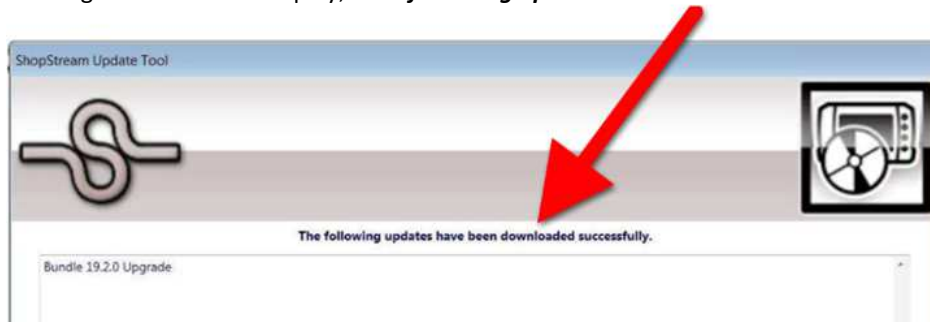 ShopStream Update Tool
The following updates have been downloaded successfully.
Bundle 19.2.0 Upgrade